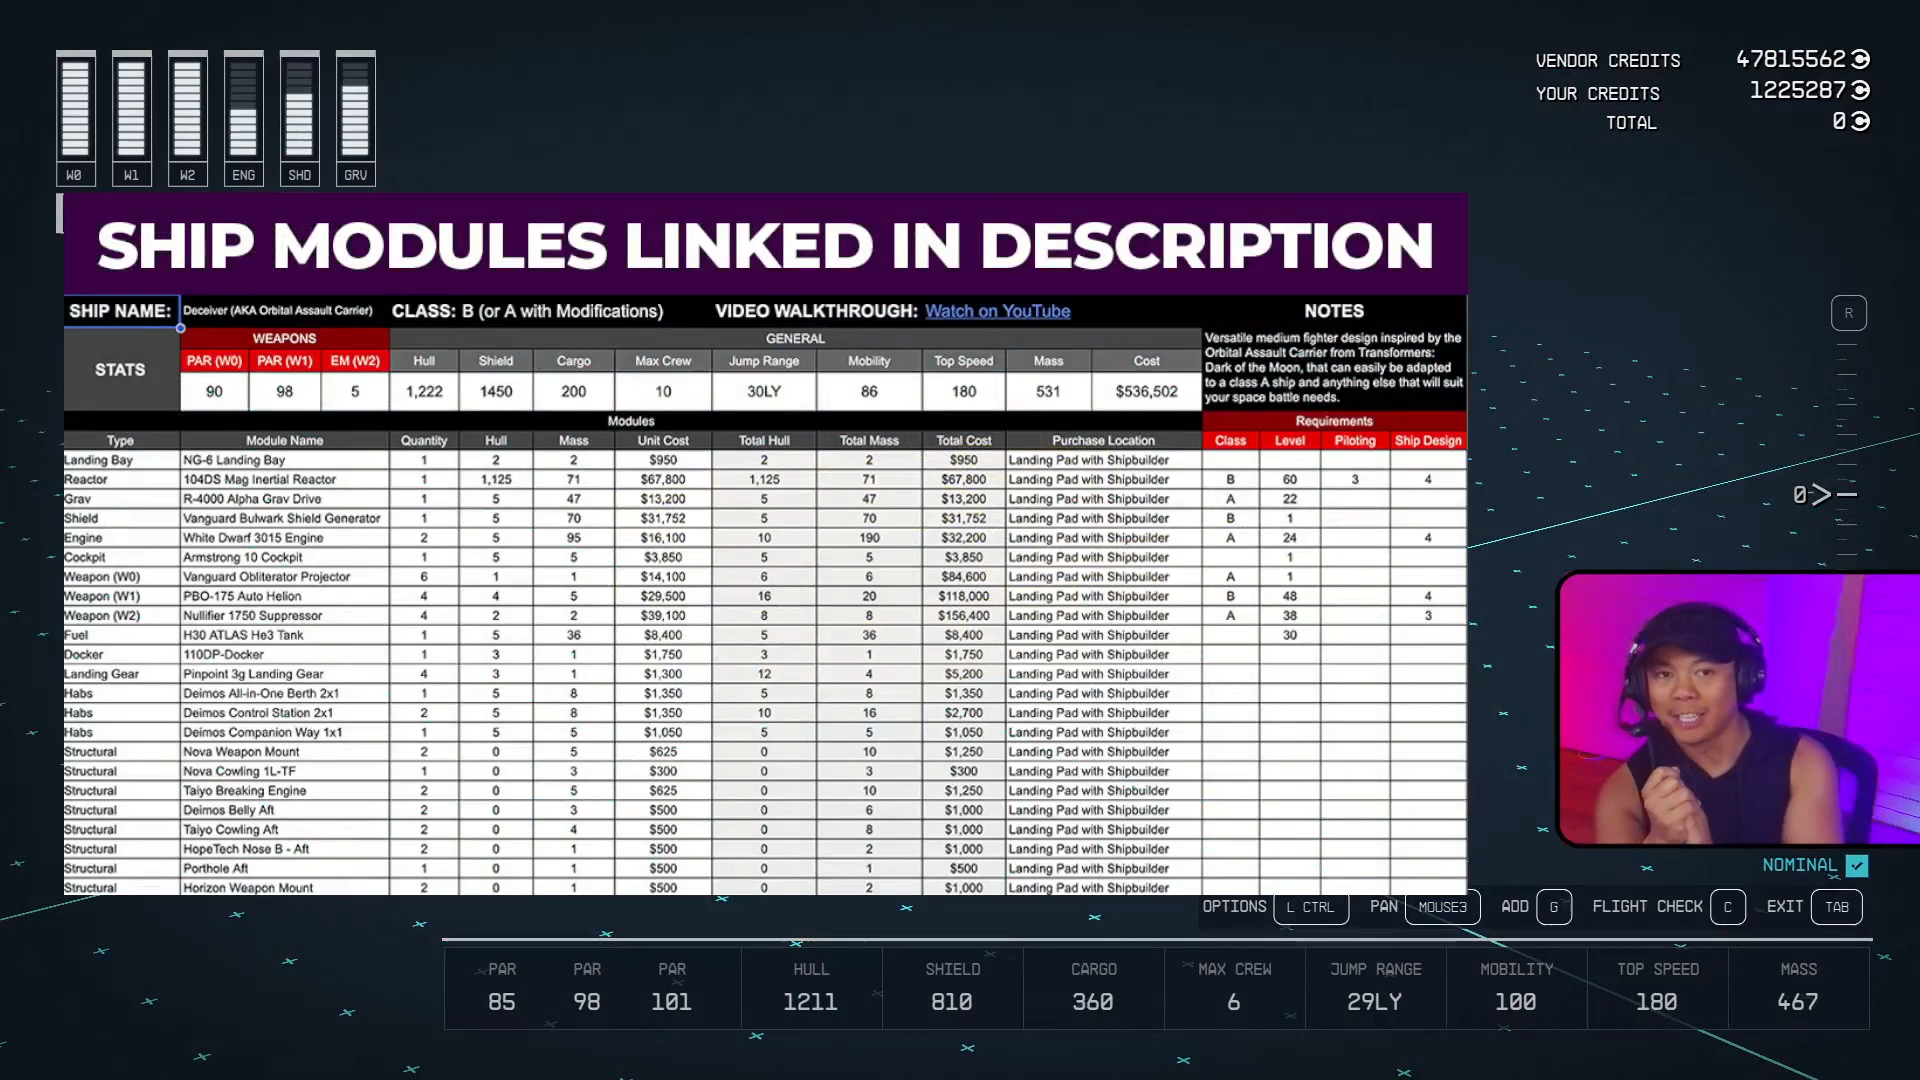 VENDOR CREDITS 47815562
YOUR CREDITS 1225287
TOTAL 0
W0 W1 W2 ENG SHD GRV
SHIP MODULES LINKED IN DESCRIPTION
SHIP NAME: Deceiver (AKA Orbital Assault Carrier) CLASS: B (or A with Modifications) VIDEO WALKTHROUGH: Watch on YouTube NOTES
STATS WEAPONS GENERAL
PAR (W0) PAR (W1) EM (W2) Hull Shield Cargo Max Crew Jump Range Mobility Top Speed Mass Cost
90 98 5 1,222 1450 200 10 30LY 86 180 531 $536,502
Versatile medium fighter design inspired by the
Orbital Assault Carrier from Transformers:
Dark of the Moon, that can easily be adapted
to a class A ship and anything else that will suit
your space battle needs.
Modules Requirements
Type Module Name Quantity Hull Mass Unit Cost Total Hull Total Mass Total Cost Purchase Location Class Level Piloting Ship Design
Landing Bay NG-6 Landing Bay 1 2 2 $950 2 2 $950 Landing Pad with Shipbuilder
Reactor 104DS Mag Inertial Reactor 1 1,125 71 $67,800 1,125 71 $67,800 Landing Pad with Shipbuilder B 60 3 4
Grav R-4000 Alpha Grav Drive 1 5 47 $13,200 5 47 $13,200 Landing Pad with Shipbuilder A 22
Shield Vanguard Bulwark Shield Generator 1 5 70 $31,752 5 70 $31,752 Landing Pad with Shipbuilder B 1
Engine White Dwarf 3015 Engine 2 5 95 $16,100 10 190 $32,200 Landing Pad with Shipbuilder A 24 4
Cockpit Armstrong 10 Cockpit 1 5 5 $3,850 5 5 $3,850 Landing Pad with Shipbuilder 1
Weapon (W0) Vanguard Obliterator Projector 6 1 1 $14,100 6 6 $84,600 Landing Pad with Shipbuilder A 1
Weapon (W1) PBO-175 Auto Helion 4 4 5 $29,500 16 20 $118,000 Landing Pad with Shipbuilder B 48 4
Weapon (W2) Nullifier 1750 Suppressor 4 2 2 $39,100 8 8 $156,400 Landing Pad with Shipbuilder A 38 3
Fuel H30 ATLAS He3 Tank 1 5 36 $8,400 5 36 $8,400 Landing Pad with Shipbuilder 30
Docker 110DP-Docker 1 3 1 $1,750 3 1 $1,750 Landing Pad with Shipbuilder
Landing Gear Pinpoint 3g Landing Gear 4 3 1 $1,300 12 4 $5,200 Landing Pad with Shipbuilder
Habs Deimos All-in-One Berth 2x1 1 5 8 $1,350 5 8 $1,350 Landing Pad with Shipbuilder
Habs Deimos Control Station 2x1 2 5 8 $1,350 10 16 $2,700 Landing Pad with Shipbuilder
Habs Deimos Companion Way 1x1 1 5 5 $1,050 5 5 $1,050 Landing Pad with Shipbuilder
Structural Nova Weapon Mount 2 0 5 $625 0 10 $1,250 Landing Pad with Shipbuilder
Structural Nova Cowling 1L-TF 1 0 3 $300 0 3 $300 Landing Pad with Shipbuilder
Structural Taiyo Breaking Engine 2 0 5 $625 0 10 $1,250 Landing Pad with Shipbuilder
Structural Deimos Belly Aft 2 0 3 $500 0 6 $1,000 Landing Pad with Shipbuilder
Structural Taiyo Cowling Aft 2 0 4 $500 0 8 $1,000 Landing Pad with Shipbuilder
Structural HopeTech Nose B - Aft 2 0 1 $500 0 2 $1,000 Landing Pad with Shipbuilder
Structural Porthole Aft 1 0 1 $500 0 1 $500 Landing Pad with Shipbuilder
Structural Horizon Weapon Mount 2 0 1 $500 0 2 $1,000 Landing Pad with Shipbuilder
R
0
NOMINAL
OPTIONS L CTRL PAN MOUSE3 ADD G FLIGHT CHECK C EXIT TAB
PAR PAR PAR HULL SHIELD CARGO MAX CREW JUMP RANGE MOBILITY TOP SPEED MASS
85 98 101 1211 810 360 6 29LY 100 180 467